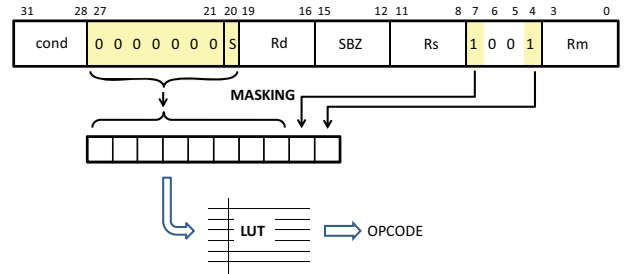 31 28 27 21 20 19 16 15 12 11 8 7 6 5 4 3 0
cond 0 0 0 0 0 0 0 S Rd SBZ Rs 1 0 0 1 Rm
MASKING
LUT OPCODE